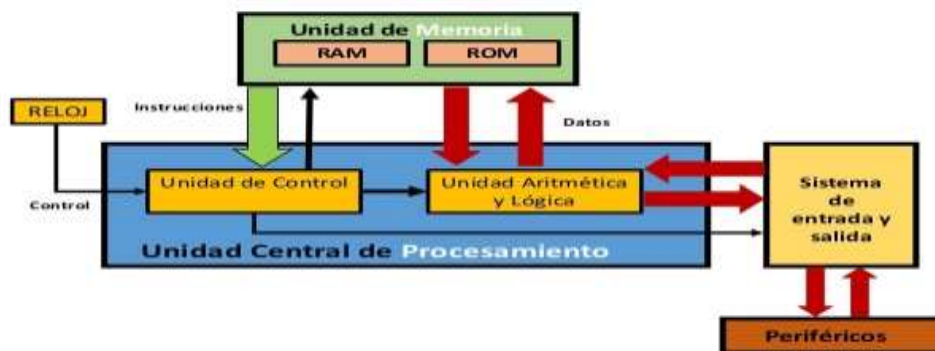 Unidad de Memoria
RAM
ROM
RELOJ
Instrucciones
Datos
Control
Unidad de Control
Unidad Aritmética
y Lógica
Unidad Central de Procesamiento
Sistema
de
entrada y
salida
Periféricos